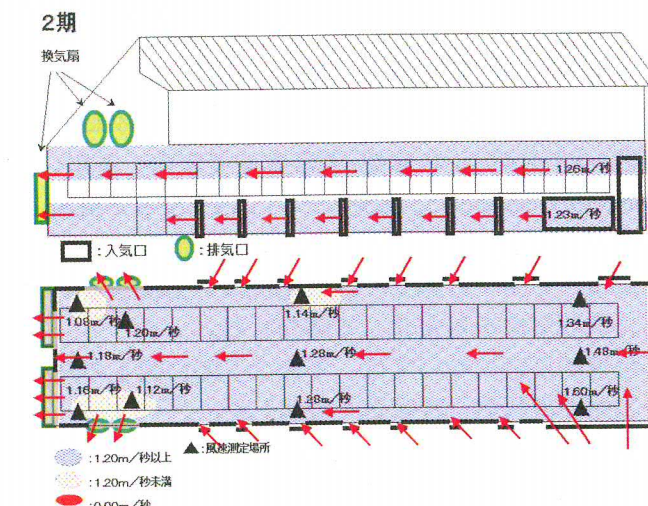 2期
換気扇
1.26m/秒
1.23m/秒
:入気口
:排気口
1.08m/秒
1.20m/秒
1.14m/秒
1.34m/秒
1.18m/秒
1.28m/秒
1.48m/秒
1.16m/秒
1.12m/秒
1.28m/秒
1.60m/秒
:風速測定場所
:1.20m/秒以上
:1.20m/秒未満
:0.00m/秒